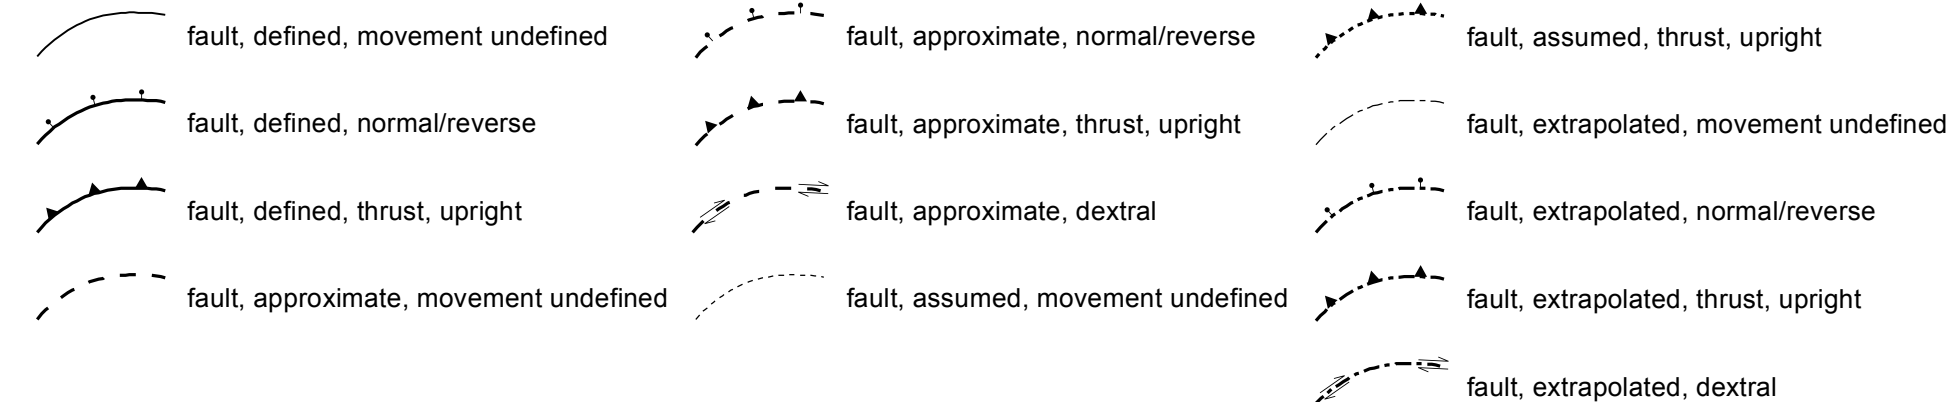 fault, defined, movement undefined
fault, defined, normal/reverse
fault, defined, thrust, upright
fault, approximate, movement undefined
fault, approximate, normal/reverse
fault, approximate, thrust, upright
fault, approximate, dextral
fault, assumed, movement undefined
fault, assumed, thrust, upright
fault, extrapolated, movement undefined
fault, extrapolated, normal/reverse
fault, extrapolated, thrust, upright
fault, extrapolated, dextral